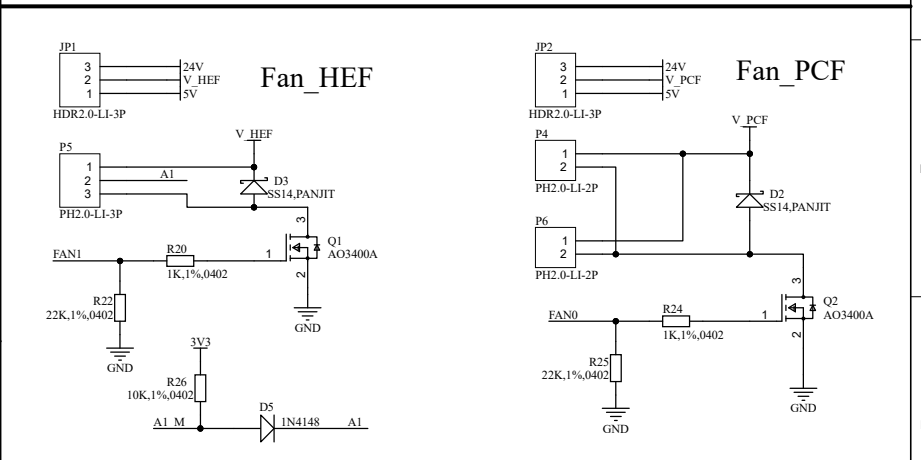 JP1
3
2
1
24V
V_HEF
5V
HDR2.0-LI-3P
Fan_HEF
P5
1
2
3
A1
PH2.0-LI-3P
V_HEF
D3
SS14,PANJIT
3
Q1
1
AO3400A
2
GND
FAN1
R20
1K,1%,0402
R22
22K,1%,0402
GND
3V3
R26
10K,1%,0402
A1_M
D5
1N4148
A1
JP2
3
2
1
24V
V_PCF
5V
HDR2.0-LI-3P
Fan_PCF
V_PCF
P4
1
2
PH2.0-LI-2P
D2
SS14,PANJIT
P6
1
2
PH2.0-LI-2P
3
Q2
1
AO3400A
2
GND
FAN0
R24
1K,1%,0402
R25
22K,1%,0402
GND